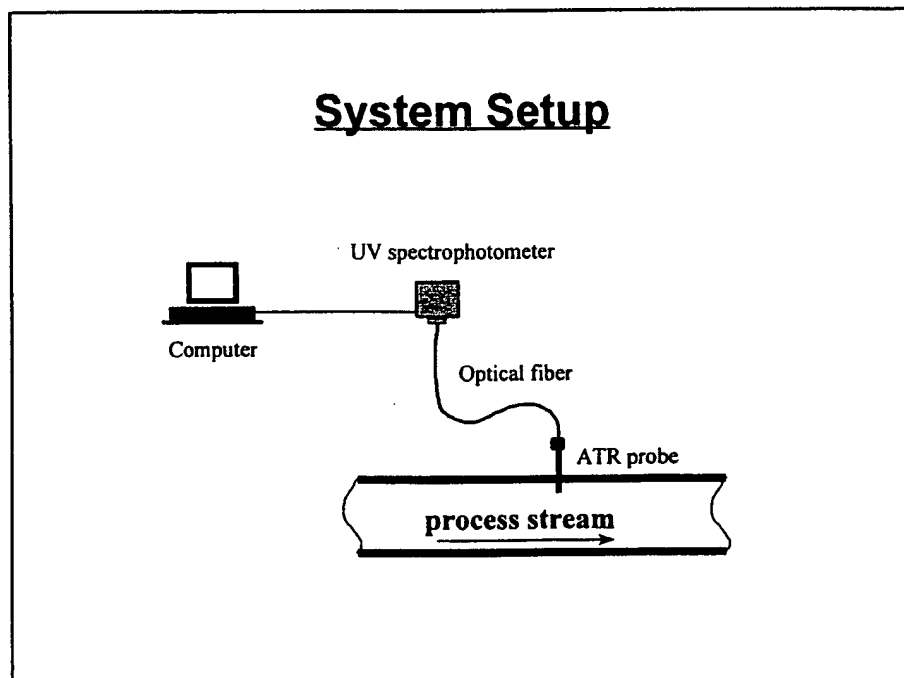 System Setup
UV spectrophotometer
Computer
Optical fiber
ATR probe
process stream